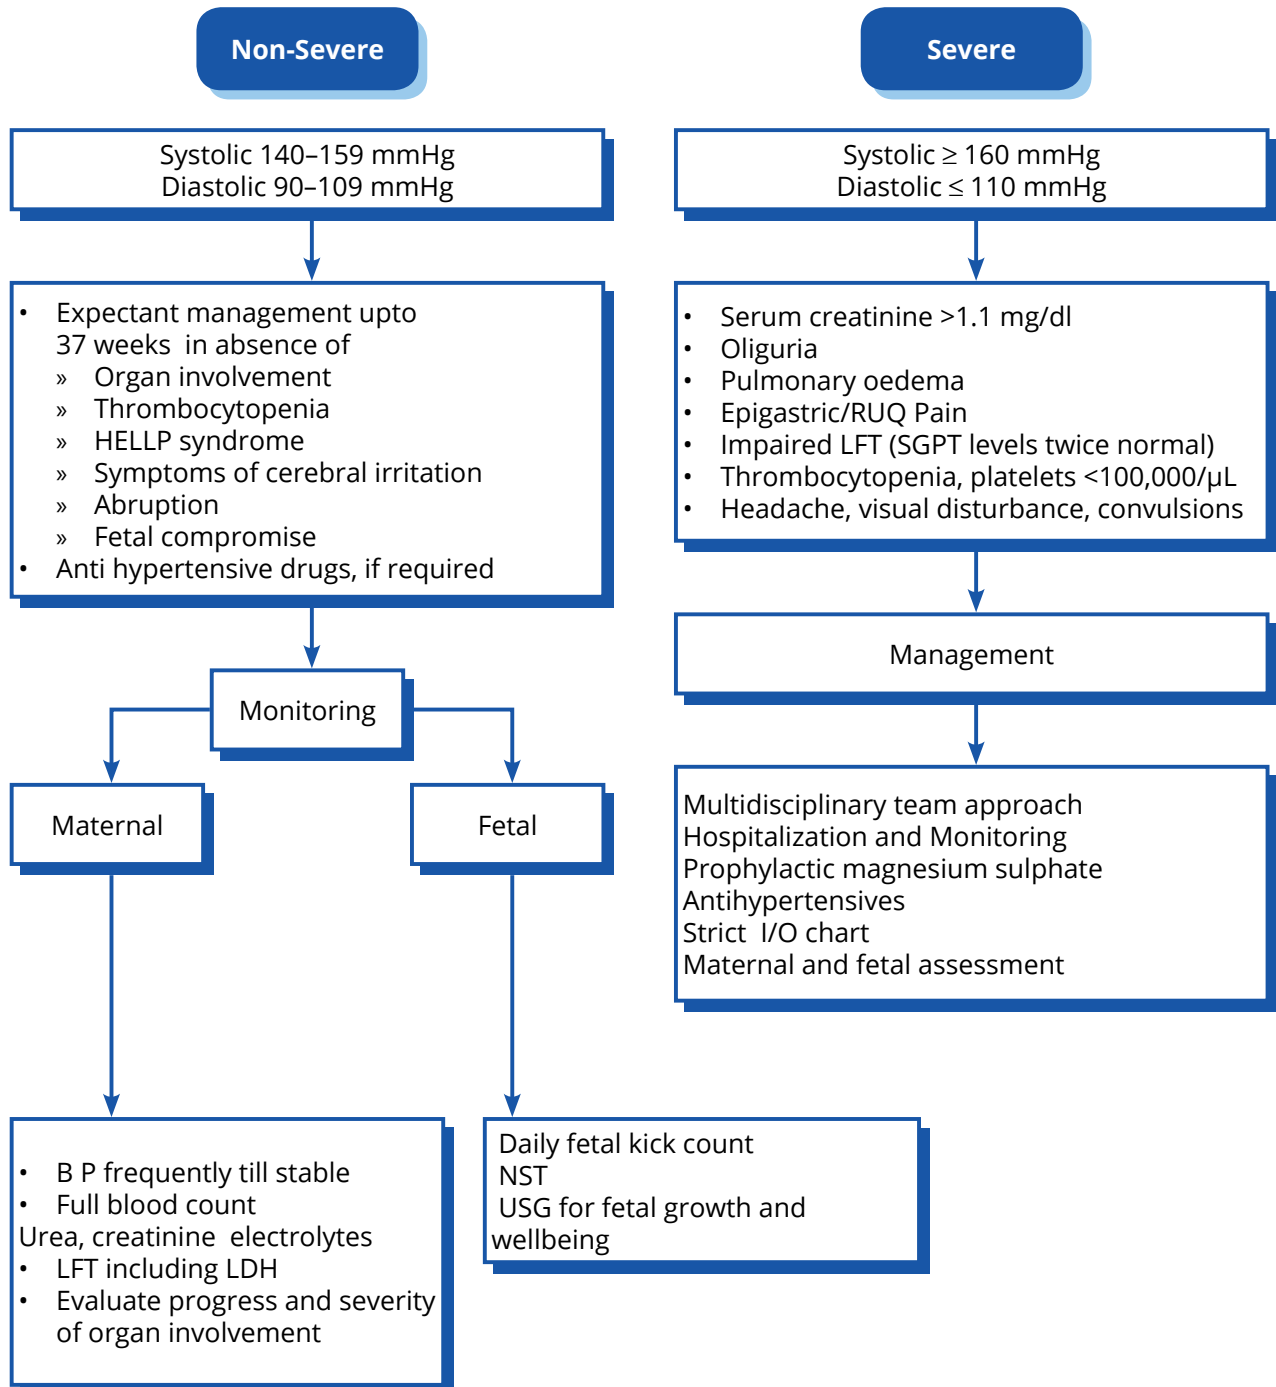 Non-Severe
Systolic 140–159 mmHg
Diastolic 90–109 mmHg
• Expectant management upto
37 weeks in absence of
» Organ involvement
» Thrombocytopenia
» HELLP syndrome
» Symptoms of cerebral irritation
» Abruption
» Fetal compromise
• Anti hypertensive drugs, if required
Monitoring
Maternal
Fetal
• B P frequently till stable
• Full blood count
Urea, creatinine electrolytes
• LFT including LDH
• Evaluate progress and severity
of organ involvement
Daily fetal kick count
NST
USG for fetal growth and
wellbeing
Severe
Systolic ≥ 160 mmHg
Diastolic ≤ 110 mmHg
• Serum creatinine >1.1 mg/dl
• Oliguria
• Pulmonary oedema
• Epigastric/RUQ Pain
• Impaired LFT (SGPT levels twice normal)
• Thrombocytopenia, platelets <100,000/µL
• Headache, visual disturbance, convulsions
Management
Multidisciplinary team approach
Hospitalization and Monitoring
Prophylactic magnesium sulphate
Antihypertensives
Strict I/O chart
Maternal and fetal assessment